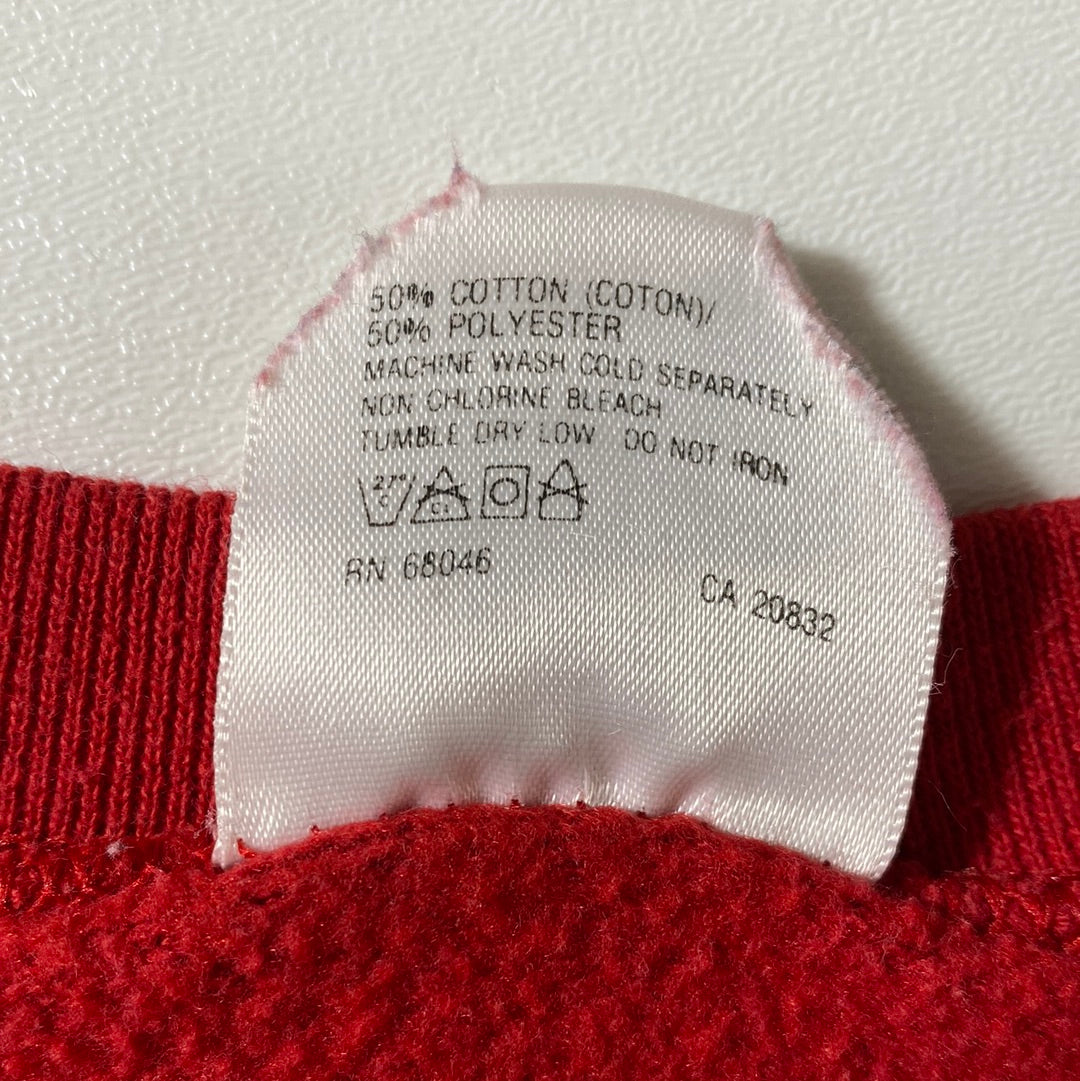 50% COTTON (COTON)/
50% POLYESTER
MACHINE WASH COLD SEPARATELY
NON CHLORINE BLEACH
TUMBLE DRY LOW DO NOT IRON
CL
RN 68046
CA 20832